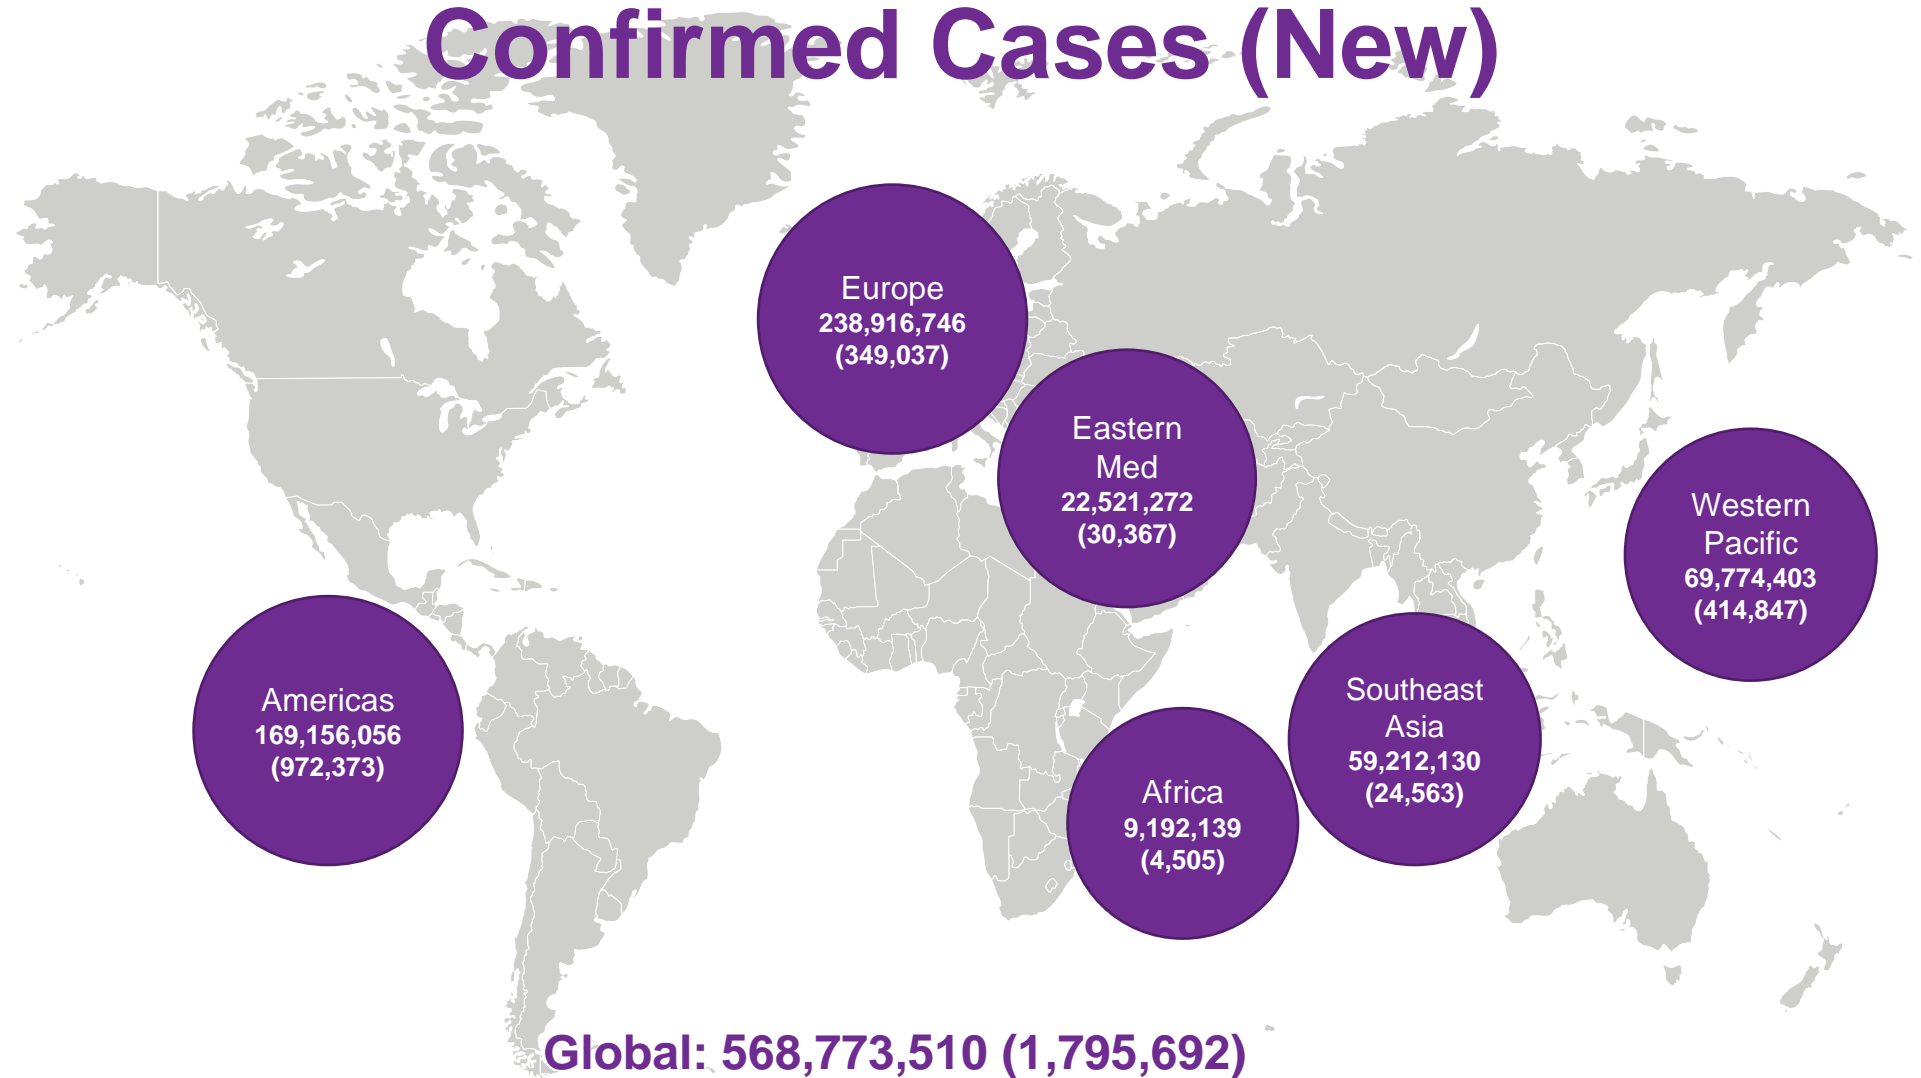 Confirmed Cases (New)
Europe
238,916,746
(349,037)
Eastern
Med
22,521,272
(30,367)
Western
Pacific
69,774,403
(414,847)
Americas
169,156,056
(972,373)
Southeast
Asia
59,212,130
(24,563)
Africa
9,192,139
(4,505)
Global: 568,773,510 (1,795,692)